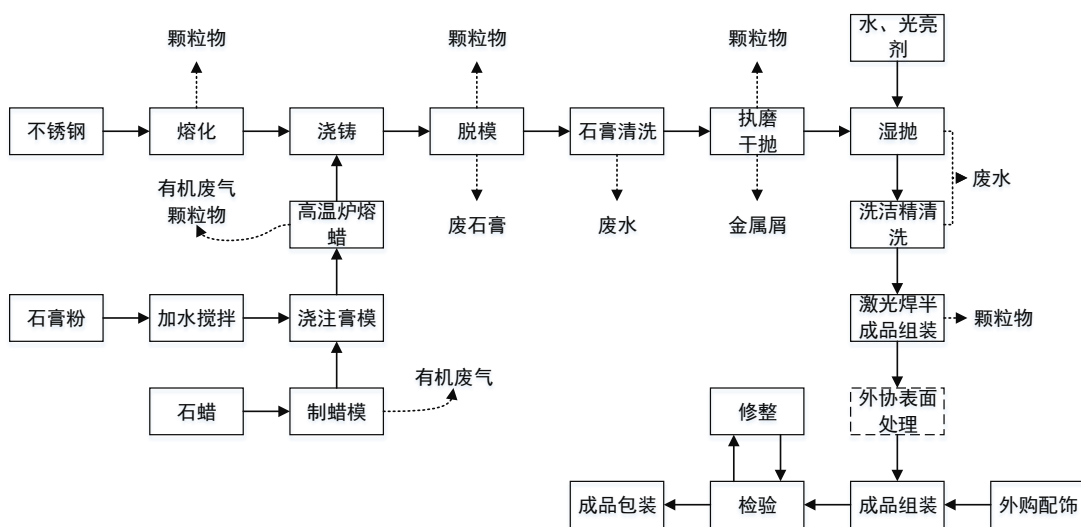 颗粒物
颗粒物
颗粒物
水、光亮
剂
不锈钢
熔化
浇铸
脱模
石膏清洗
执磨
干抛
湿抛
有机废气
颗粒物
高温炉熔
蜡
废石膏
废水
金属屑
废水
洗洁精清
洗
石膏粉
加水搅拌
浇注膏模
激光焊半
成品组装
颗粒物
有机废气
石蜡
制蜡模
修整
外协表面
处理
成品包装
检验
成品组装
外购配饰